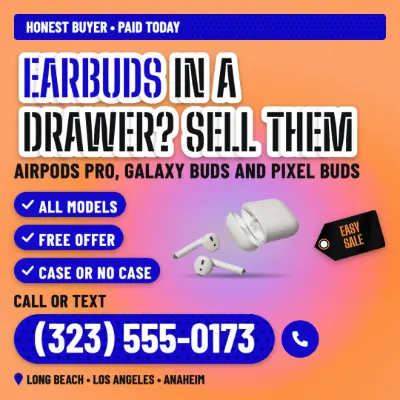 HONEST BUYER • PAID TODAY
EARBUDS IN A
DRAWER? SELL THEM
AIRPODS PRO, GALAXY BUDS AND PIXEL BUDS
ALL MODELS
FREE OFFER
CASE OR NO CASE
EASY
SALE
CALL OR TEXT
(323) 555-0173
LONG BEACH • LOS ANGELES • ANAHEIM